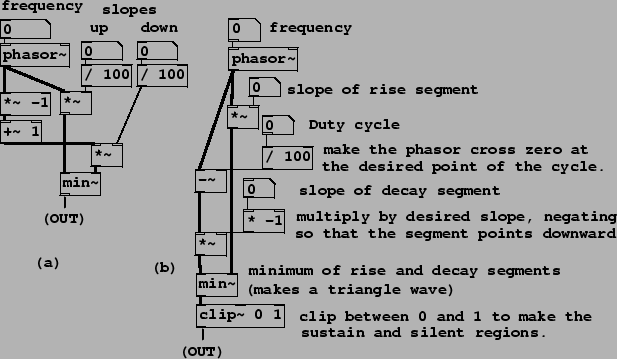 frequency
slopes
up
down
0
0
0
phasor~
/ 100
/ 100
*~ -1
*~
+~ 1
*~
min~
(OUT)
(a)
0
frequency
phasor~
0
slope of rise segment
*~
0
Duty cycle
/ 100
make the phasor cross zero at
the desired point of the cycle.
-~
0
slope of decay segment
* -1
multiply by desired slope, negating
so that the segment points downward
*~
(b)
min~
minimum of rise and decay segments
(makes a triangle wave)
clip~ 0 1
clip between 0 and 1 to make the
sustain and silent regions.
(OUT)